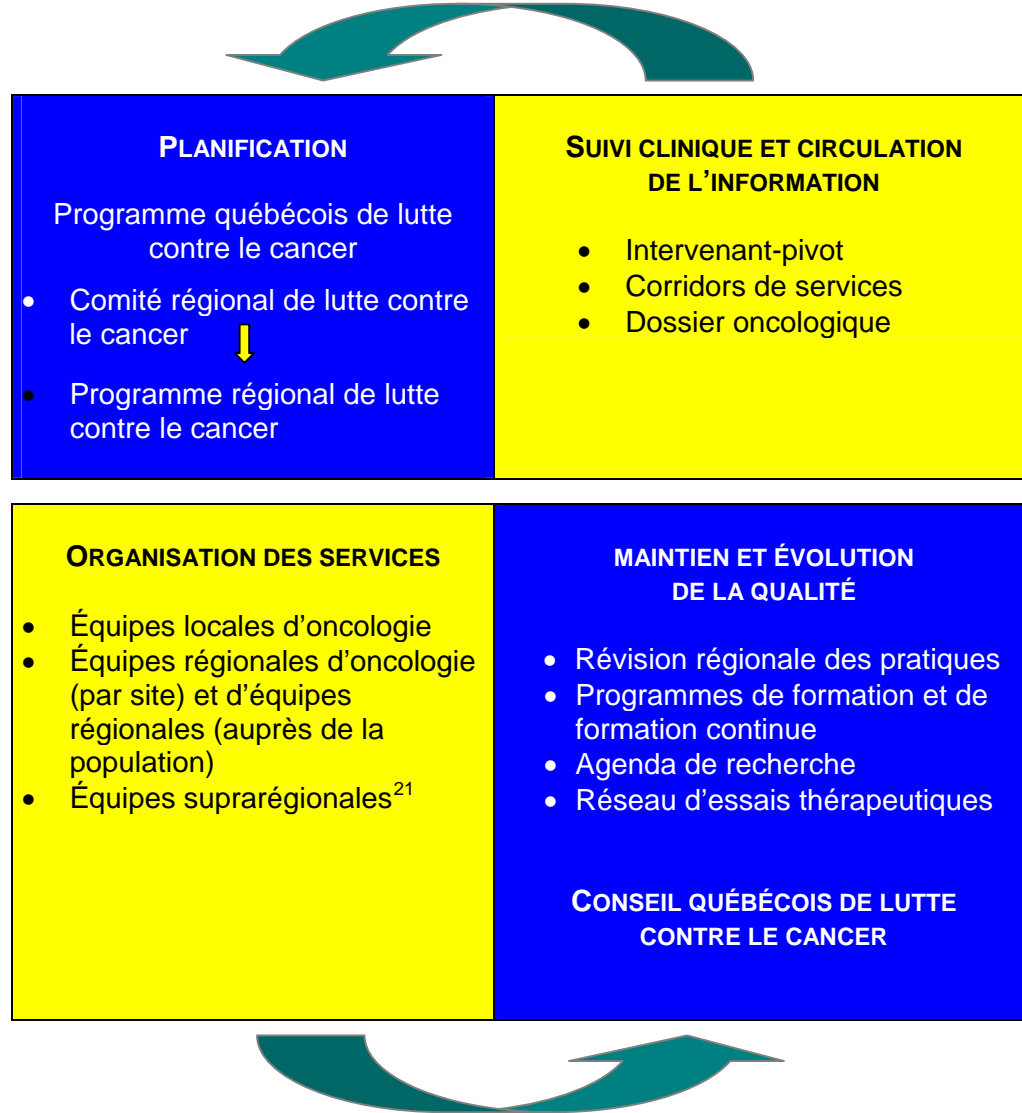 PLANIFICATION
Programme québécois de lutte
contre le cancer
• Comité régional de lutte contre
le cancer
• Programme régional de lutte
contre le cancer
SUIVI CLINIQUE ET CIRCULATION
DE L’INFORMATION
• Intervenant-pivot
• Corridors de services
• Dossier oncologique
ORGANISATION DES SERVICES
• Équipes locales d’oncologie
• Équipes régionales d’oncologie
(par site) et d’équipes
régionales (auprès de la
population)
• Équipes suprarégionales21
MAINTIEN ET ÉVOLUTION
DE LA QUALITÉ
• Révision régionale des pratiques
• Programmes de formation et de
formation continue
• Agenda de recherche
• Réseau d’essais thérapeutiques
CONSEIL QUÉBÉCOIS DE LUTTE
CONTRE LE CANCER